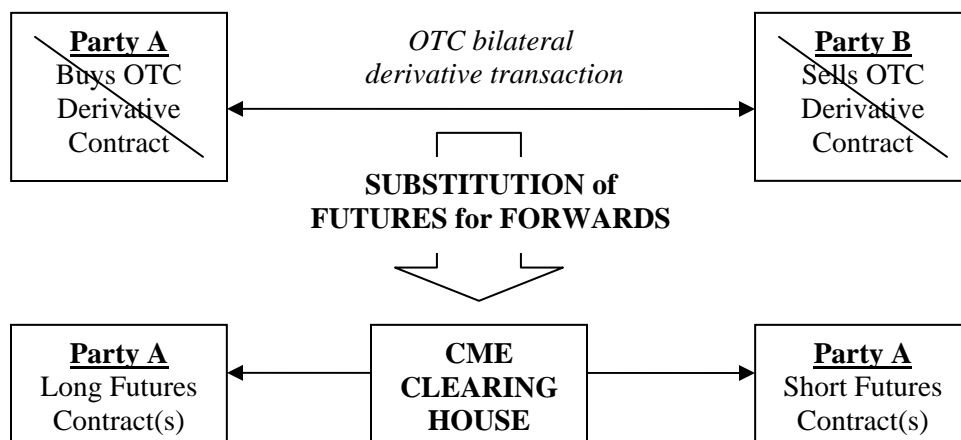 Party A
Buys OTC
Derivative
Contract
OTC bilateral
derivative transaction
Party B
Sells OTC
Derivative
Contract
SUBSTITUTION of
FUTURES for FORWARDS
Party A
Long Futures
Contract(s)
CME
CLEARING
HOUSE
Party A
Short Futures
Contract(s)